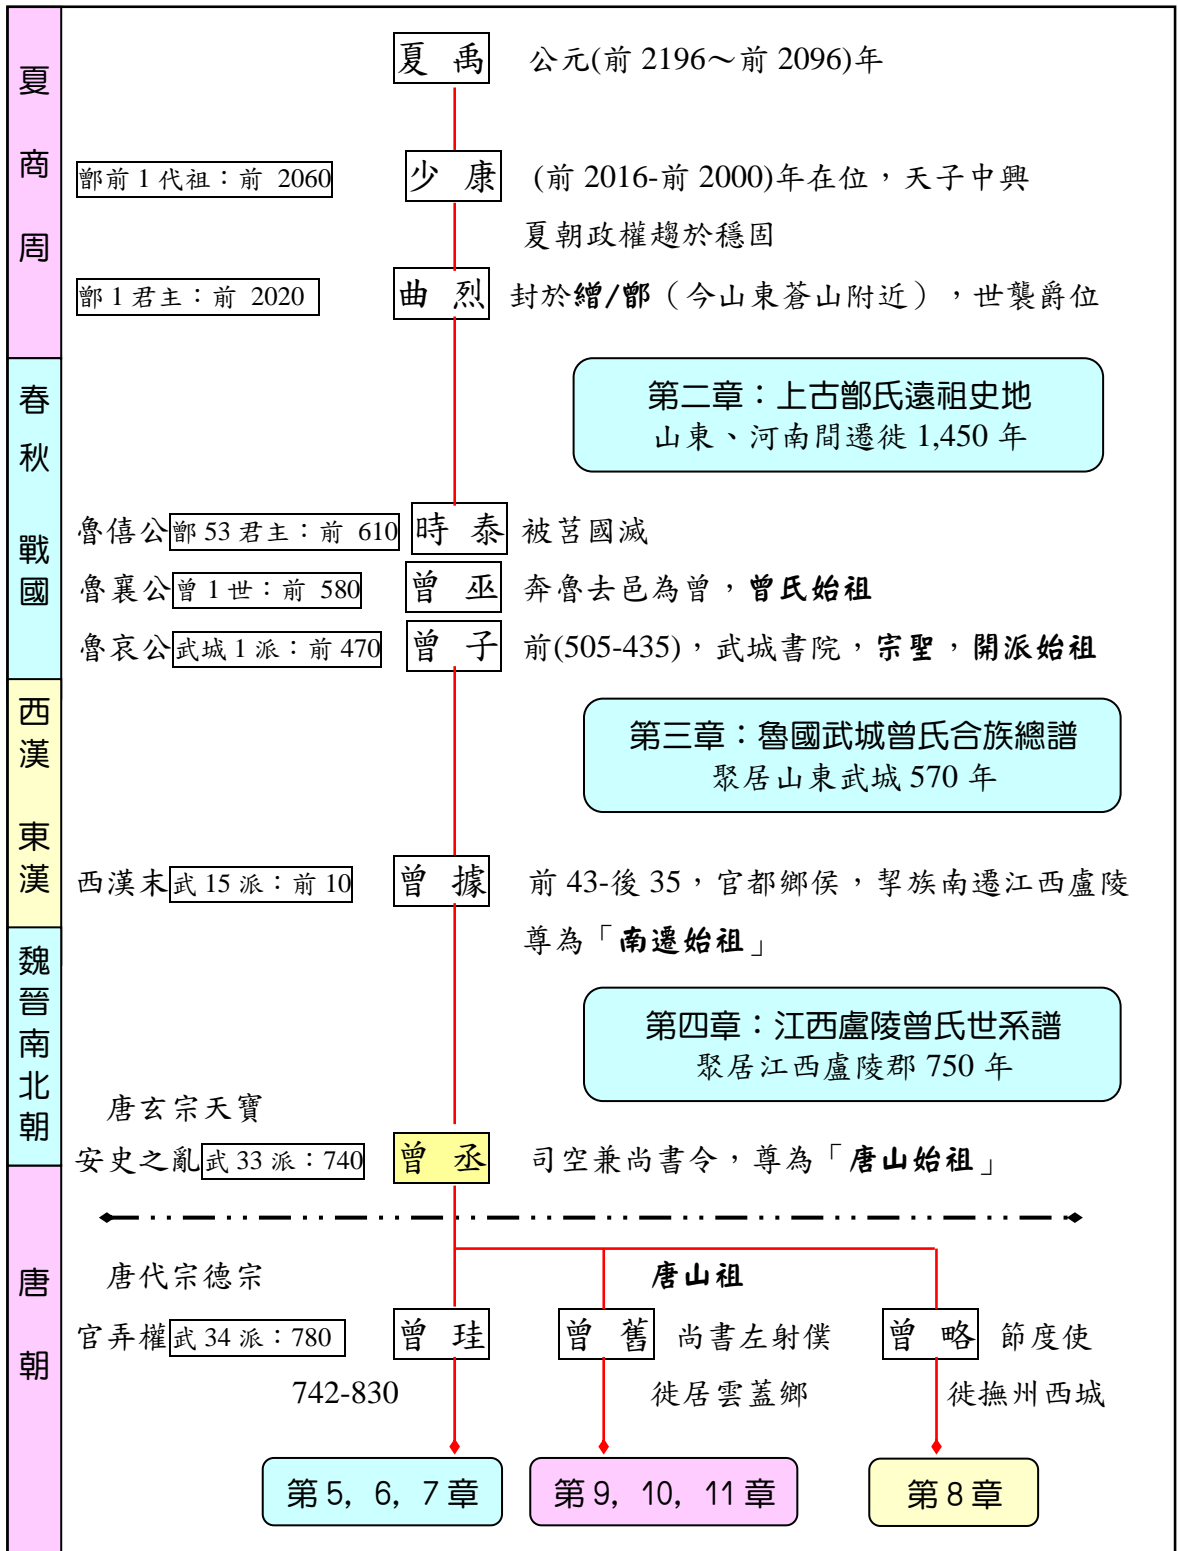 夏商周
夏 禹 公元(前 2196～前 2096)年
鄫前 1 代祖：前 2060 少 康 (前 2016-前 2000)年在位，天子中興
夏朝政權趨於穩固
鄫 1 君主：前 2020 曲 烈 封於繒/鄫（今山東蒼山附近），世襲爵位
春秋戰國
第二章：上古鄫氏遠祖史地
山東、河南間遷徙 1,450 年
魯僖公 鄫 53 君主：前 610 時 泰 被莒國滅
魯襄公 曾 1 世：前 580 曾 巫 奔魯去邑為曾，曾氏始祖
魯哀公 武城 1 派：前 470 曾 子 前(505-435)，武城書院，宗聖，開派始祖
西漢東漢
第三章：魯國武城曾氏合族總譜
聚居山東武城 570 年
西漢末 武 15 派：前 10 曾 據 前 43-後 35，官都鄉侯，挈族南遷江西廬陵
尊為「南遷始祖」
魏晉南北朝
第四章：江西盧陵曾氏世系譜
聚居江西盧陵郡 750 年
唐玄宗天寶
安史之亂 武 33 派：740 曾 丞 司空兼尚書令，尊為「唐山始祖」
唐朝
唐代宗德宗 唐山祖
官弄權 武 34 派：780 曾 珪 曾 舊 尚書左射僕 曾 略 節度使
742-830 徙居雲蓋鄉 徙撫州西城
第 5, 6, 7 章 第 9, 10, 11 章 第 8 章